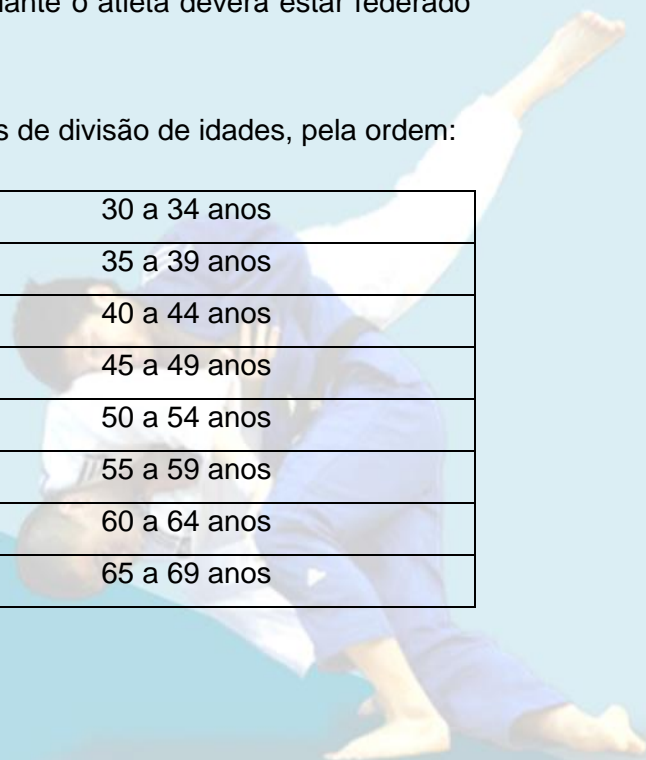 o atleta deverá estar federado
de divisão de idades, pela ordem:
30 a 34 anos
35 a 39 anos
40 a 44 anos
45 a 49 anos
50 a 54 anos
55 a 59 anos
60 a 64 anos
65 a 69 anos